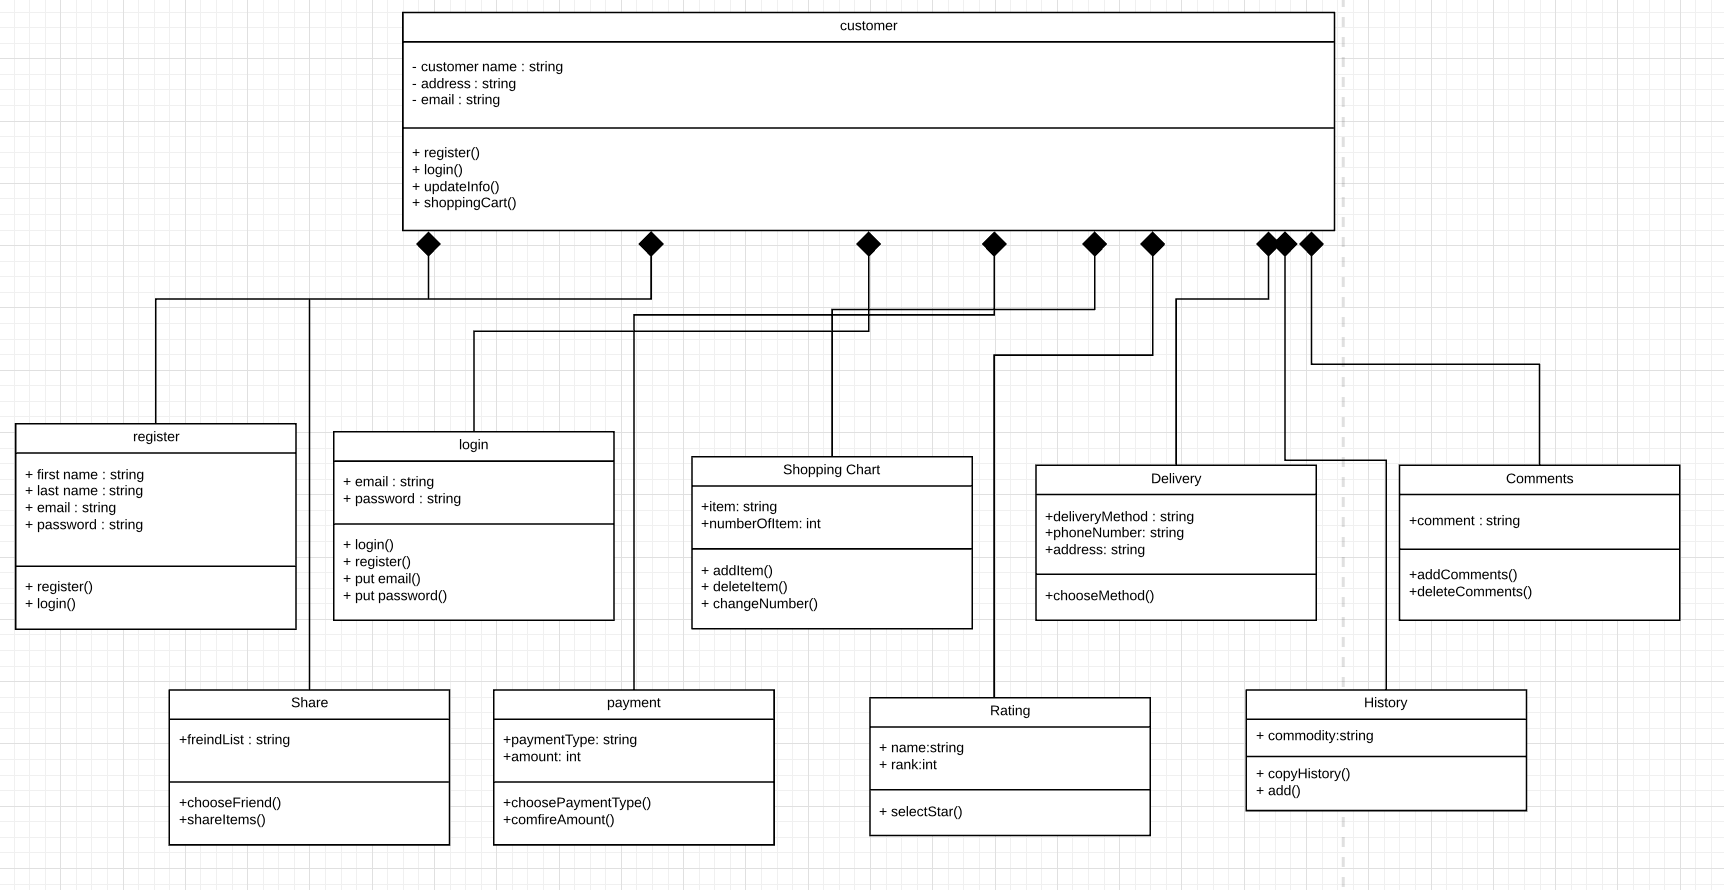 customer
- customer name : string
- address : string
- email : string
+ register()
+ login()
+ updateInfo()
+ shoppingCart()
register
+ first name : string
+ last name : string
+ email : string
+ password : string
+ register()
+ login()
login
+ email : string
+ password : string
+ login()
+ register()
+ put email()
+ put password()
Shopping Chart
+item: string
+numberOfItem: int
+ addItem()
+ deleteItem()
+ changeNumber()
Delivery
+deliveryMethod : string
+phoneNumber: string
+address: string
+chooseMethod()
Comments
+comment : string
+addComments()
+deleteComments()
Share
+freindList : string
+chooseFriend()
+shareItems()
payment
+paymentType: string
+amount: int
+choosePaymentType()
+comfireAmount()
Rating
+ name:string
+ rank:int
+ selectStar()
History
+ commodity:string
+ copyHistory()
+ add()